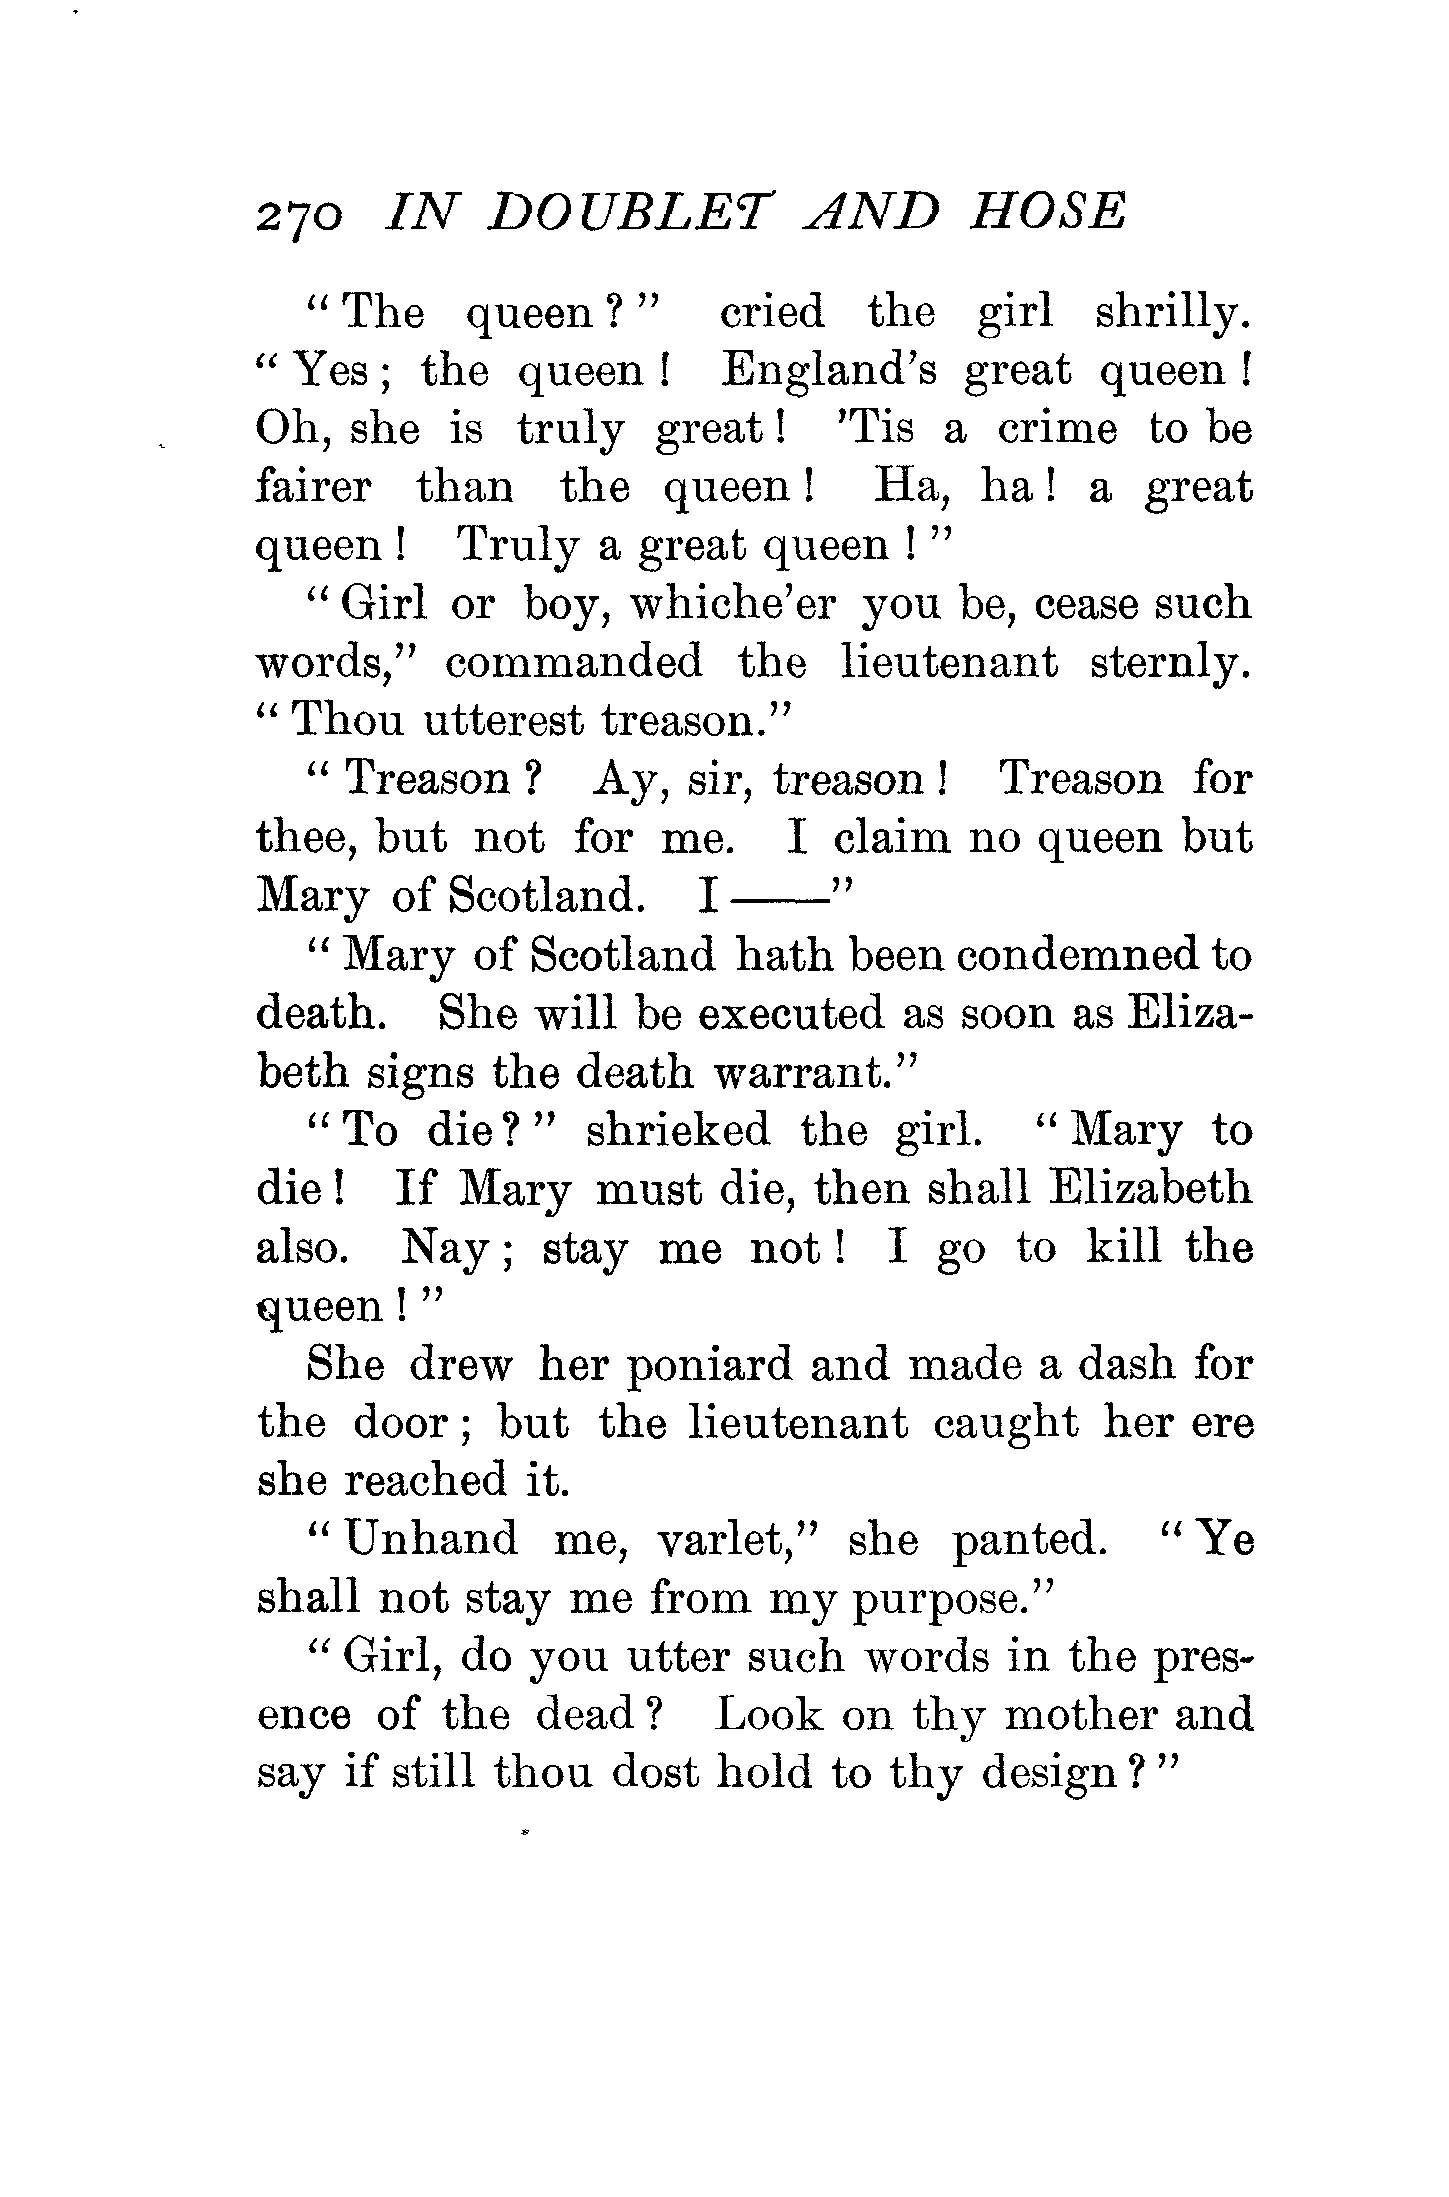 270 IN DOUBLET AND HOSE
"The queen?" cried the girl shrilly.
"Yes; the queen! England's great queen!
Oh, she is truly great! 'Tis a crime to be
fairer than the queen! Ha, ha! a great
queen! Truly a great queen!"
"Girl or boy, whiche'er you be, cease such
words," commanded the lieutenant sternly.
"Thou utterest treason."
"Treason? Ay, sir, treason! Treason for
thee, but not for me. I claim no queen but
Mary of Scotland. I——"
"Mary of Scotland hath been condemned to
death. She will be executed as soon as Eliza-
beth signs the death warrant."
"To die?" shrieked the girl. "Mary to
die! If Mary must die, then shall Elizabeth
also. Nay; stay me not! I go to kill the
queen!"
She drew her poniard and made a dash for
the door; but the lieutenant caught her ere
she reached it.
"Unhand me, varlet," she panted. "Ye
shall not stay me from my purpose."
"Girl, do you utter such words in the pres-
ence of the dead? Look on thy mother and
say if still thou dost hold to thy design?"